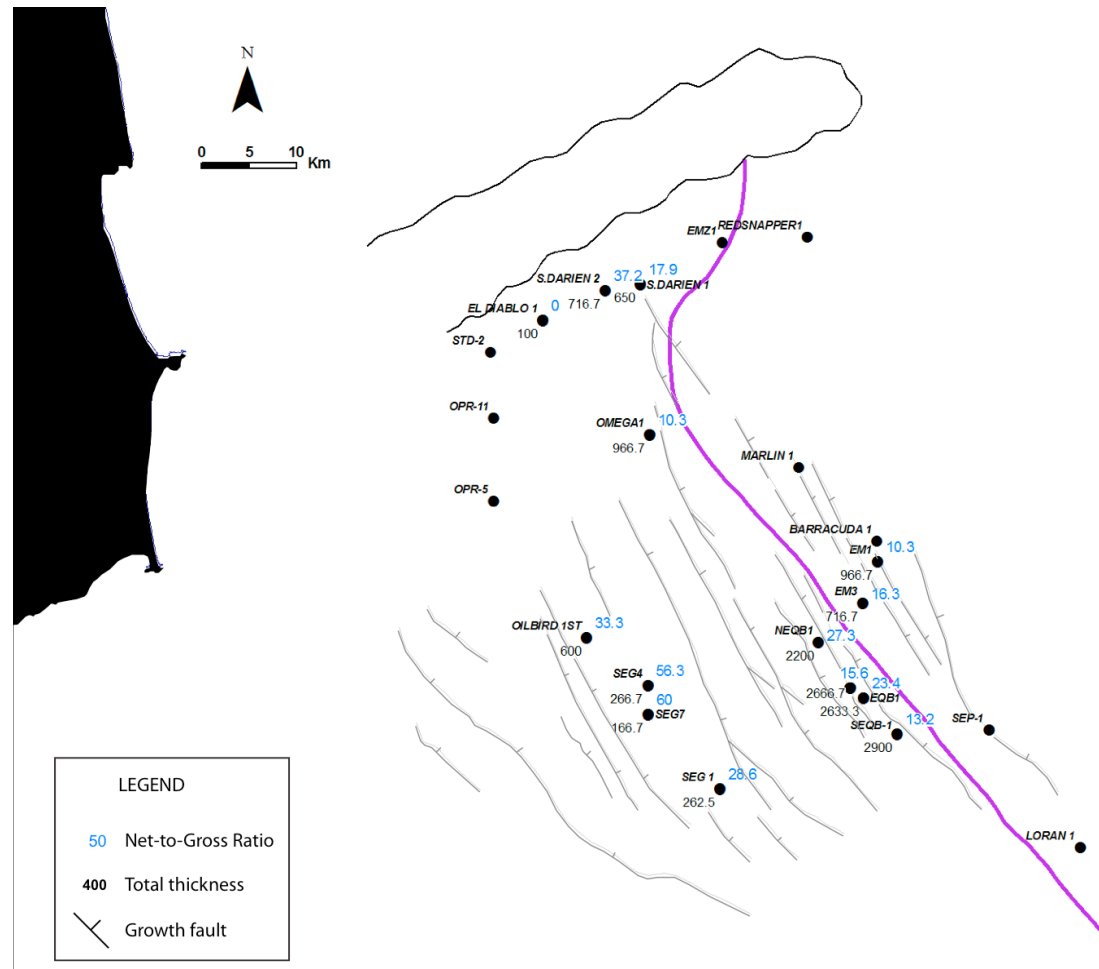 N
0 5 10 Km
EMZ1
REDSNAPPER1
S.DARIEN 2
37.2
17.9
S.DARIEN 1
650
716.7
EL DIABLO 1
0
100
STD-2
OPR-11
OMEGA1
10.3
966.7
MARLIN 1
OPR-5
BARRACUDA 1
10.3
EM1
966.7
EM3
16.3
716.7
OILBIRD 1ST
33.3
600
NEQB1
27.3
2200
SEG4
56.3
266.7
15.6
23.4
2666.7
EQB1
2633.3
60
SEG7
166.7
SEQB-1
13.2
2900
SEP-1
SEG 1
28.6
262.5
LORAN 1
LEGEND
50 Net-to-Gross Ratio
400 Total thickness
Growth fault